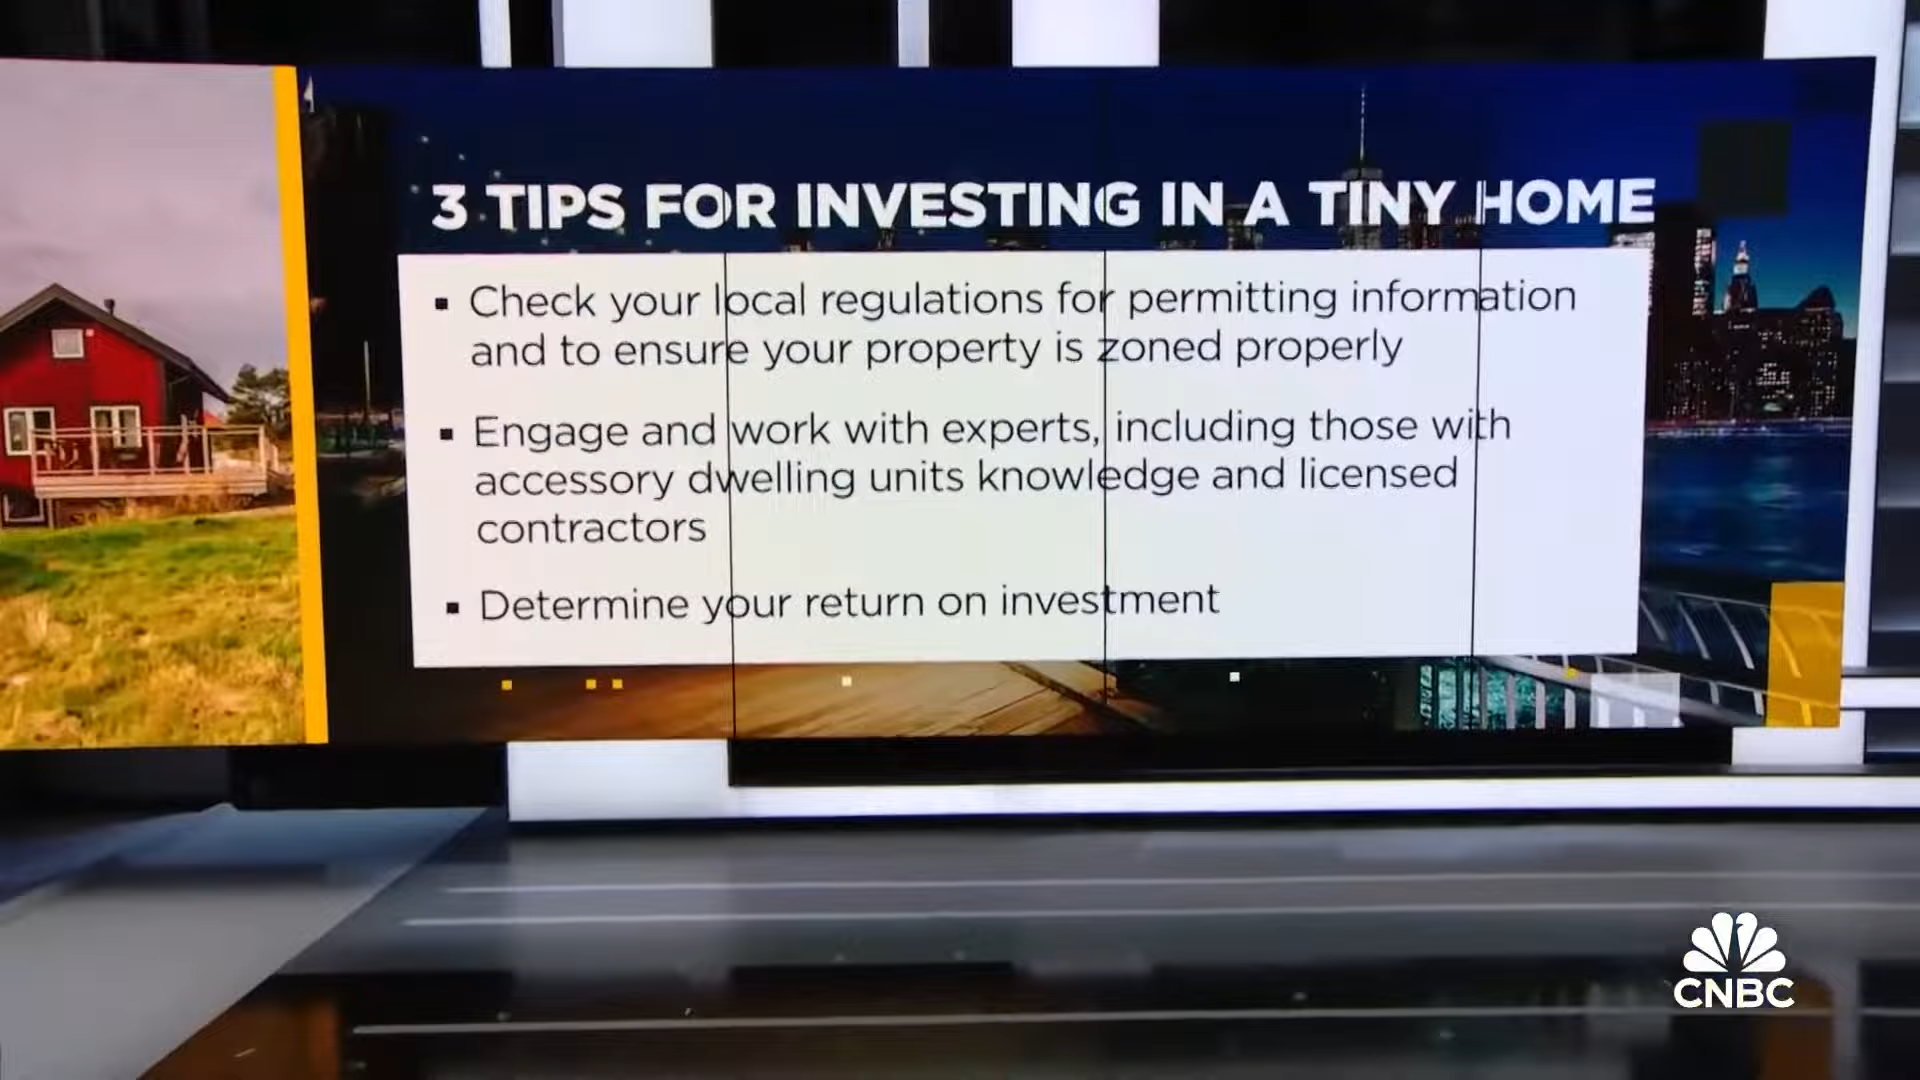 3 TIPS FOR INVESTING IN A TINY HOME
▪ Check your local regulations for permitting information
and to ensure your property is zoned properly
▪ Engage and work with experts, including those with
accessory dwelling units knowledge and licensed
contractors
▪ Determine your return on investment
CNBC